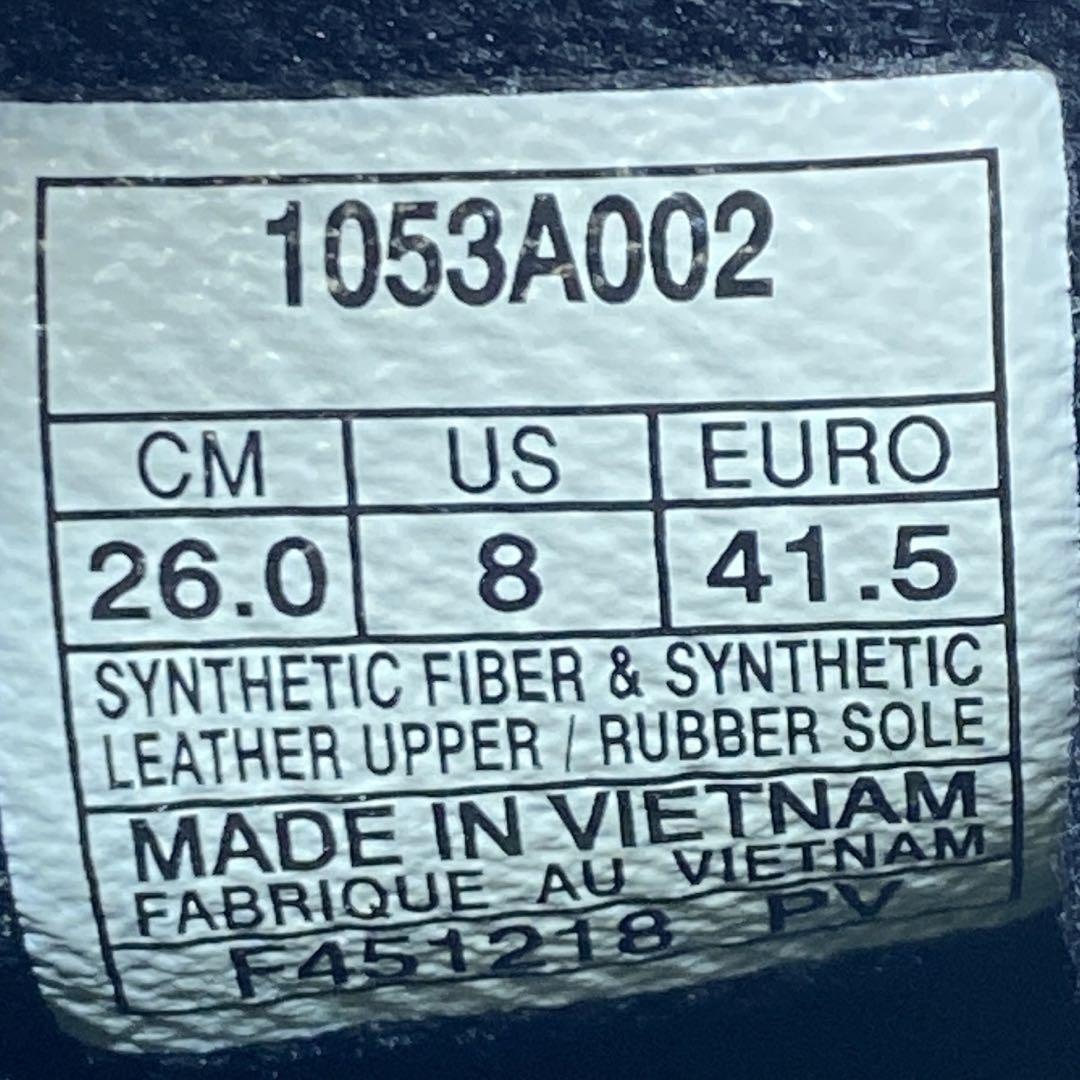 1053A002
CM US EURO
26.0 8 41.5
SYNTHETIC FIBER & SYNTHETIC
LEATHER UPPER / RUBBER SOLE
MADE IN VIETNAM
FABRIQUE AU VIETNAM
F451218 PV